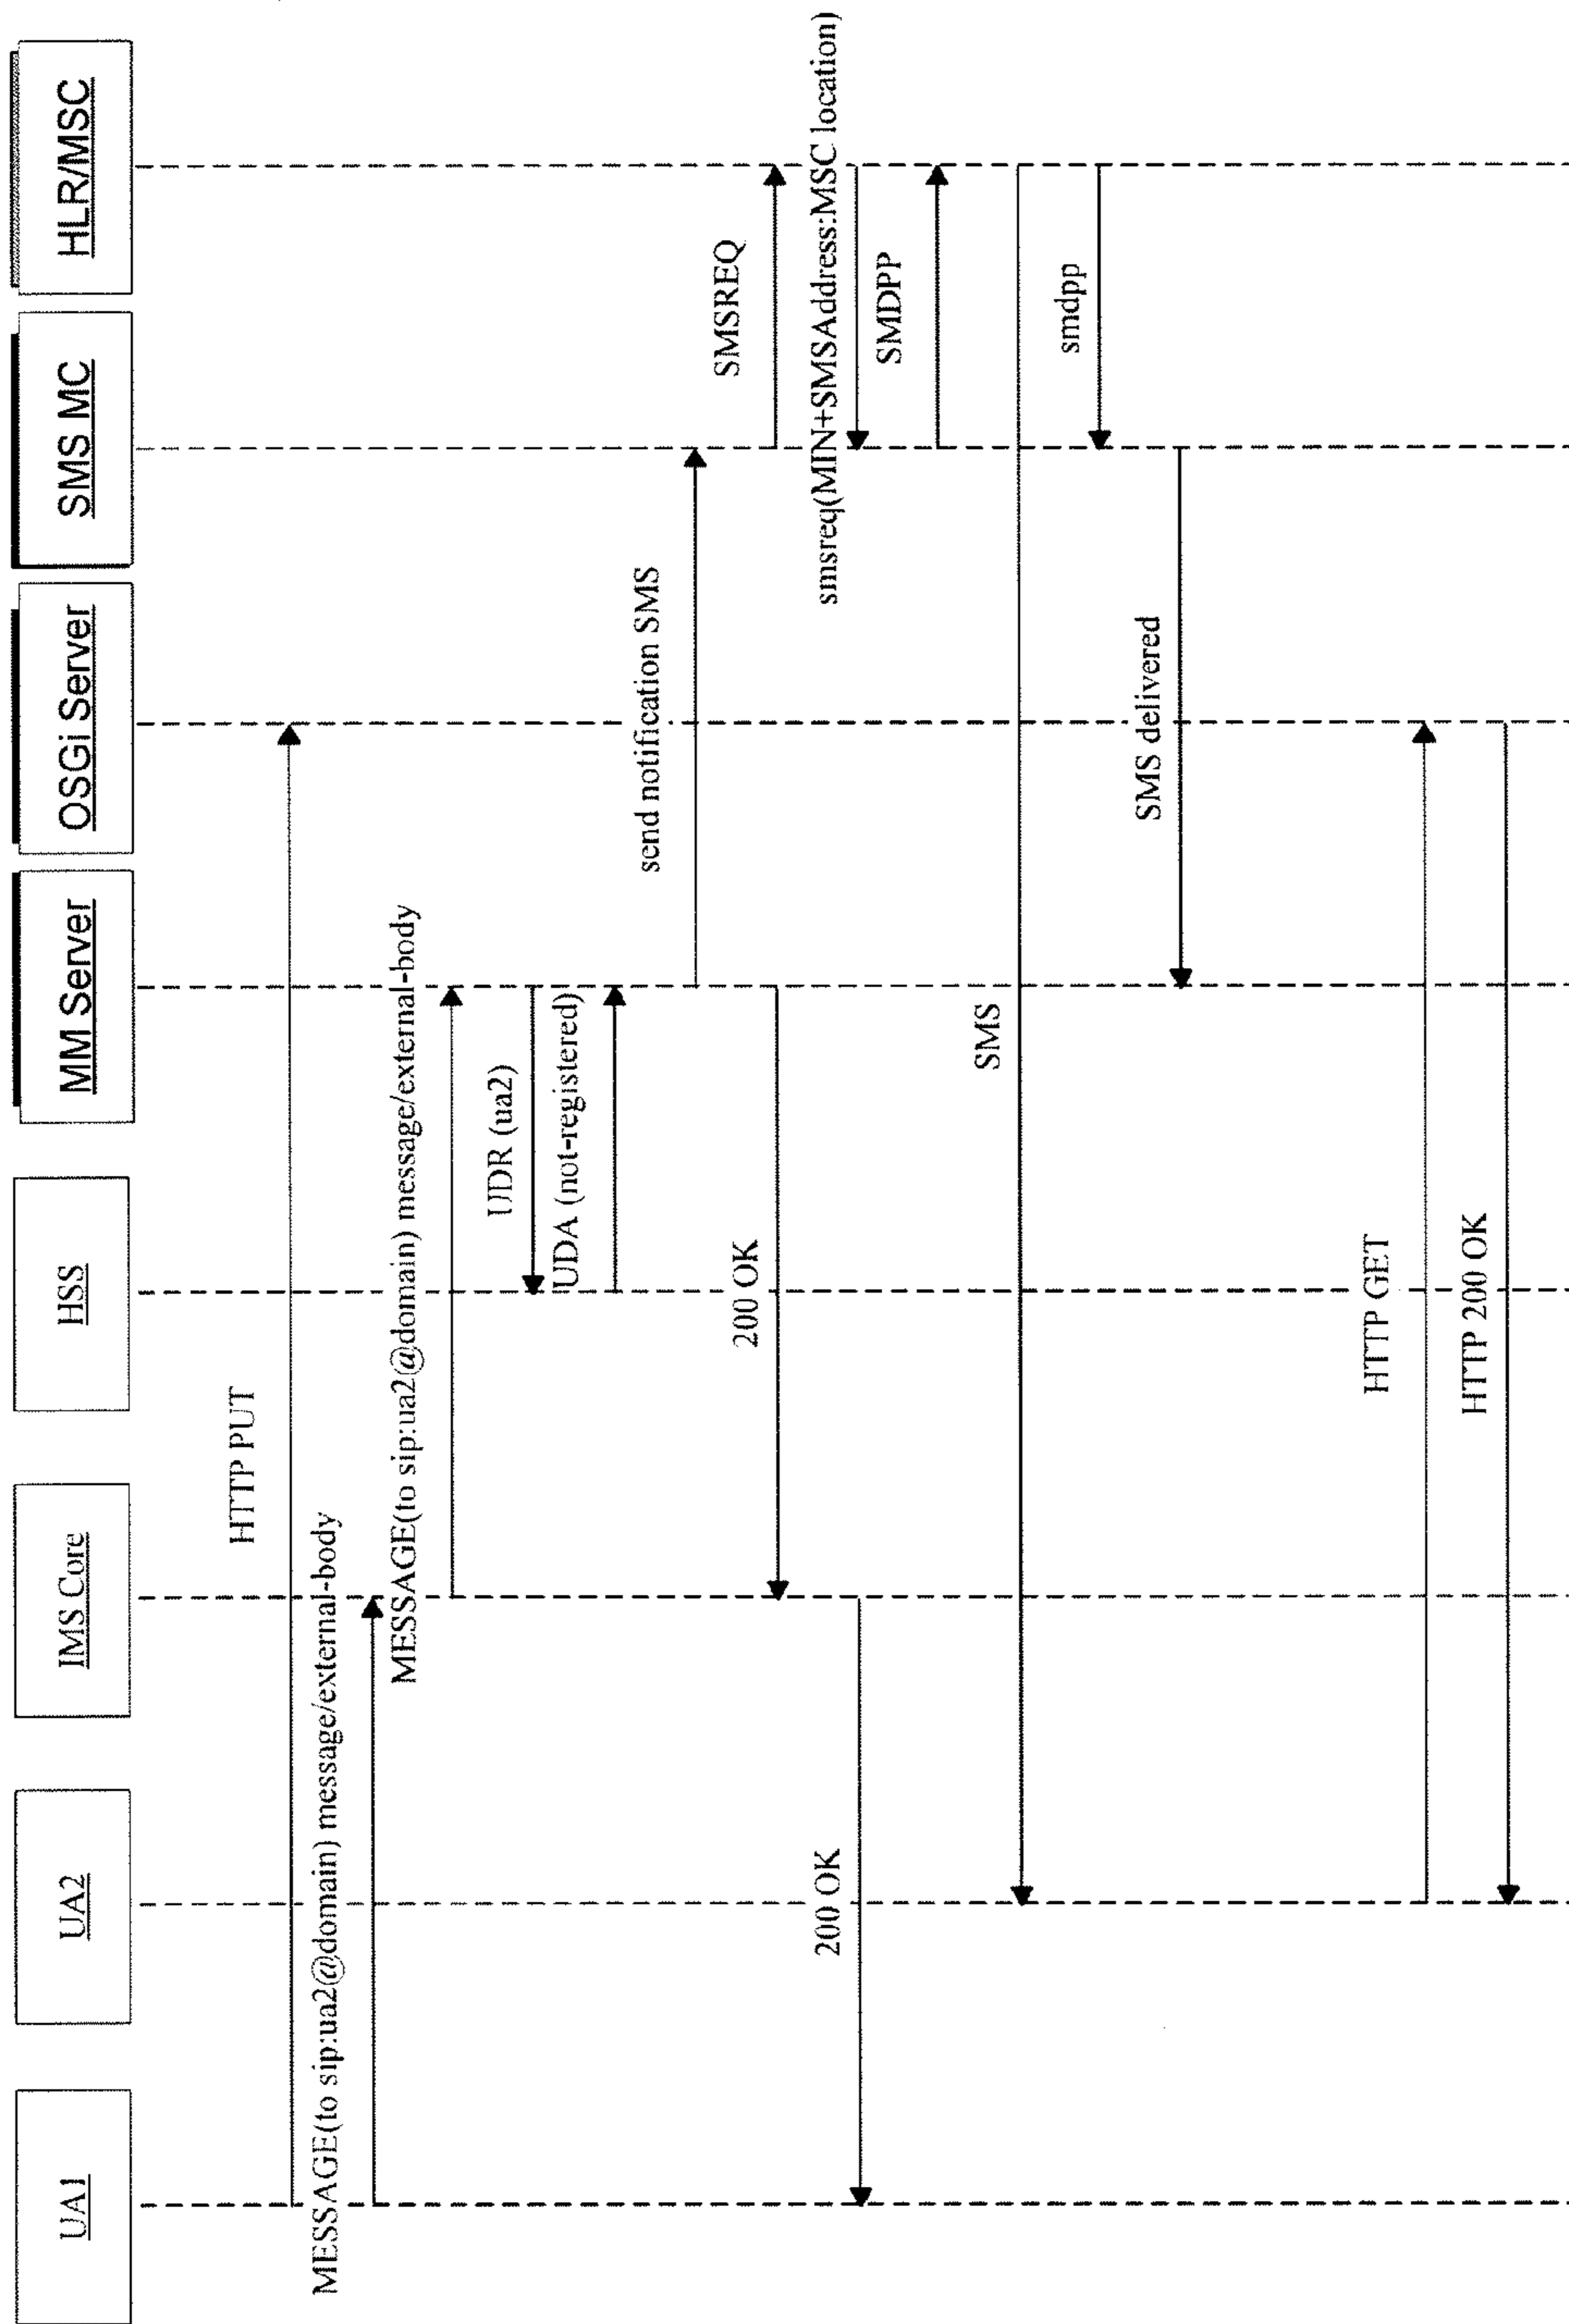 UA1
UA2
IMS Core
HSS
MM Server
OSGi Server
SMS MC
HLR/MSC
HTTP PUT
MESSAGE(to sip:ua2@domain) message/external-body
MESSAGE(to sip:ua2@domain) message/external-body
UDR (ua2)
UDA (not-registered)
send notification SMS
SMSREQ
200 OK
smsreq(MIN+SMSAddress:MSC location)
200 OK
SMDPP
SMS
smdpp
SMS delivered
HTTP GET
HTTP 200 OK